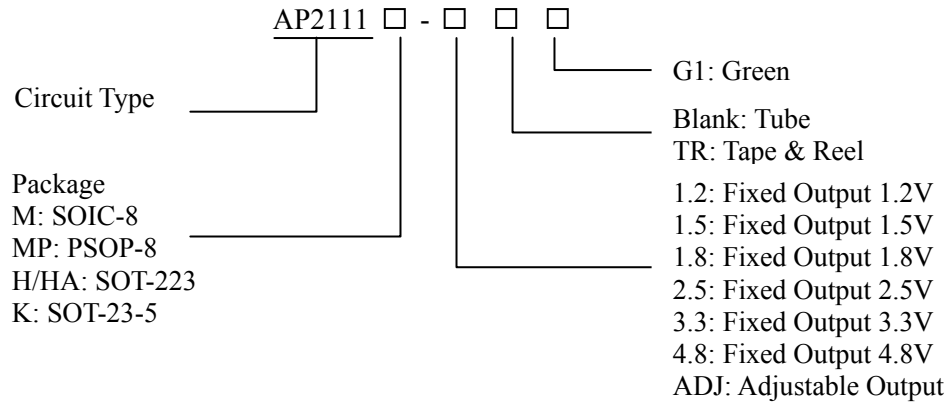 AP2111 □ - □ □ □
Circuit Type
Package
M: SOIC-8
MP: PSOP-8
H/HA: SOT-223
K: SOT-23-5
G1: Green
Blank: Tube
TR: Tape & Reel
1.2: Fixed Output 1.2V
1.5: Fixed Output 1.5V
1.8: Fixed Output 1.8V
2.5: Fixed Output 2.5V
3.3: Fixed Output 3.3V
4.8: Fixed Output 4.8V
ADJ: Adjustable Output